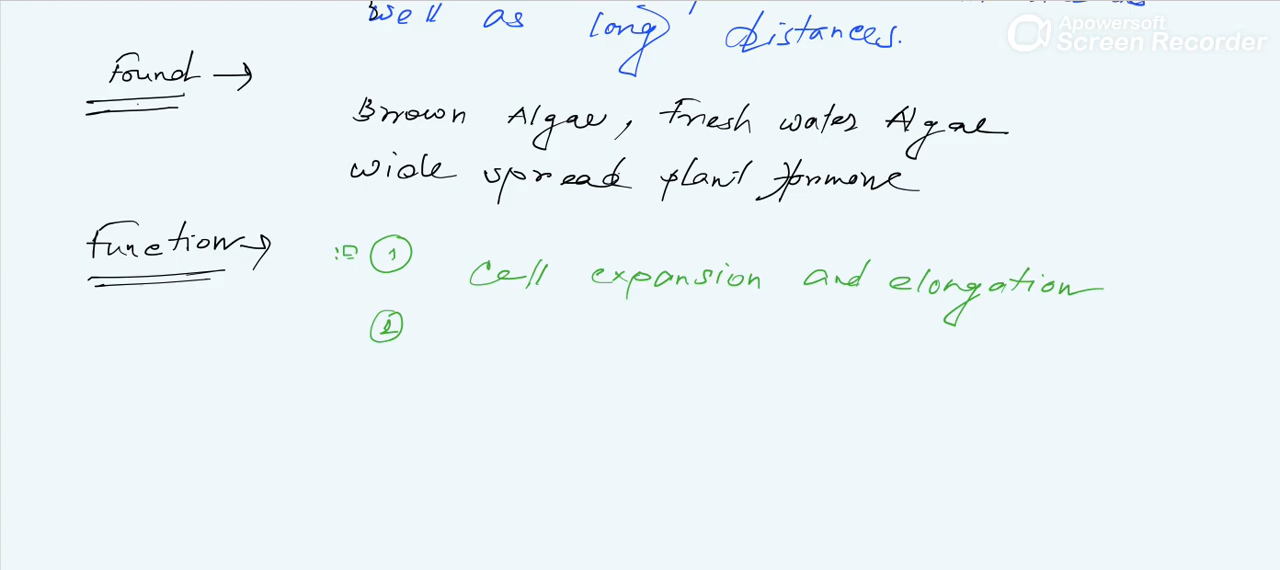 well as long distances.
Apowersoft
Screen Recorder
Found →
Brown Algae, Fresh water Algae
wide spread plant Hormone
Function →
① Cell expansion and elongation
②